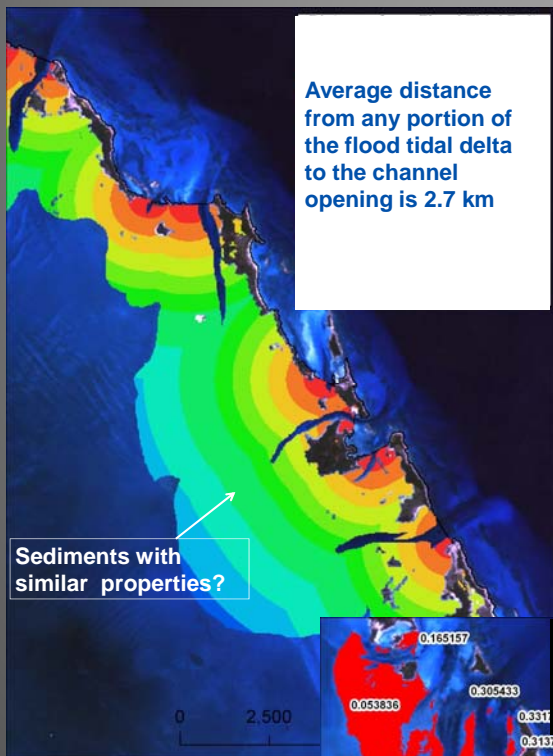 Average distance
from any portion of
the flood tidal delta
to the channel
opening is 2.7 km
Sediments with
similar properties?
0.165157
0.305433
0.053836
0 2,500